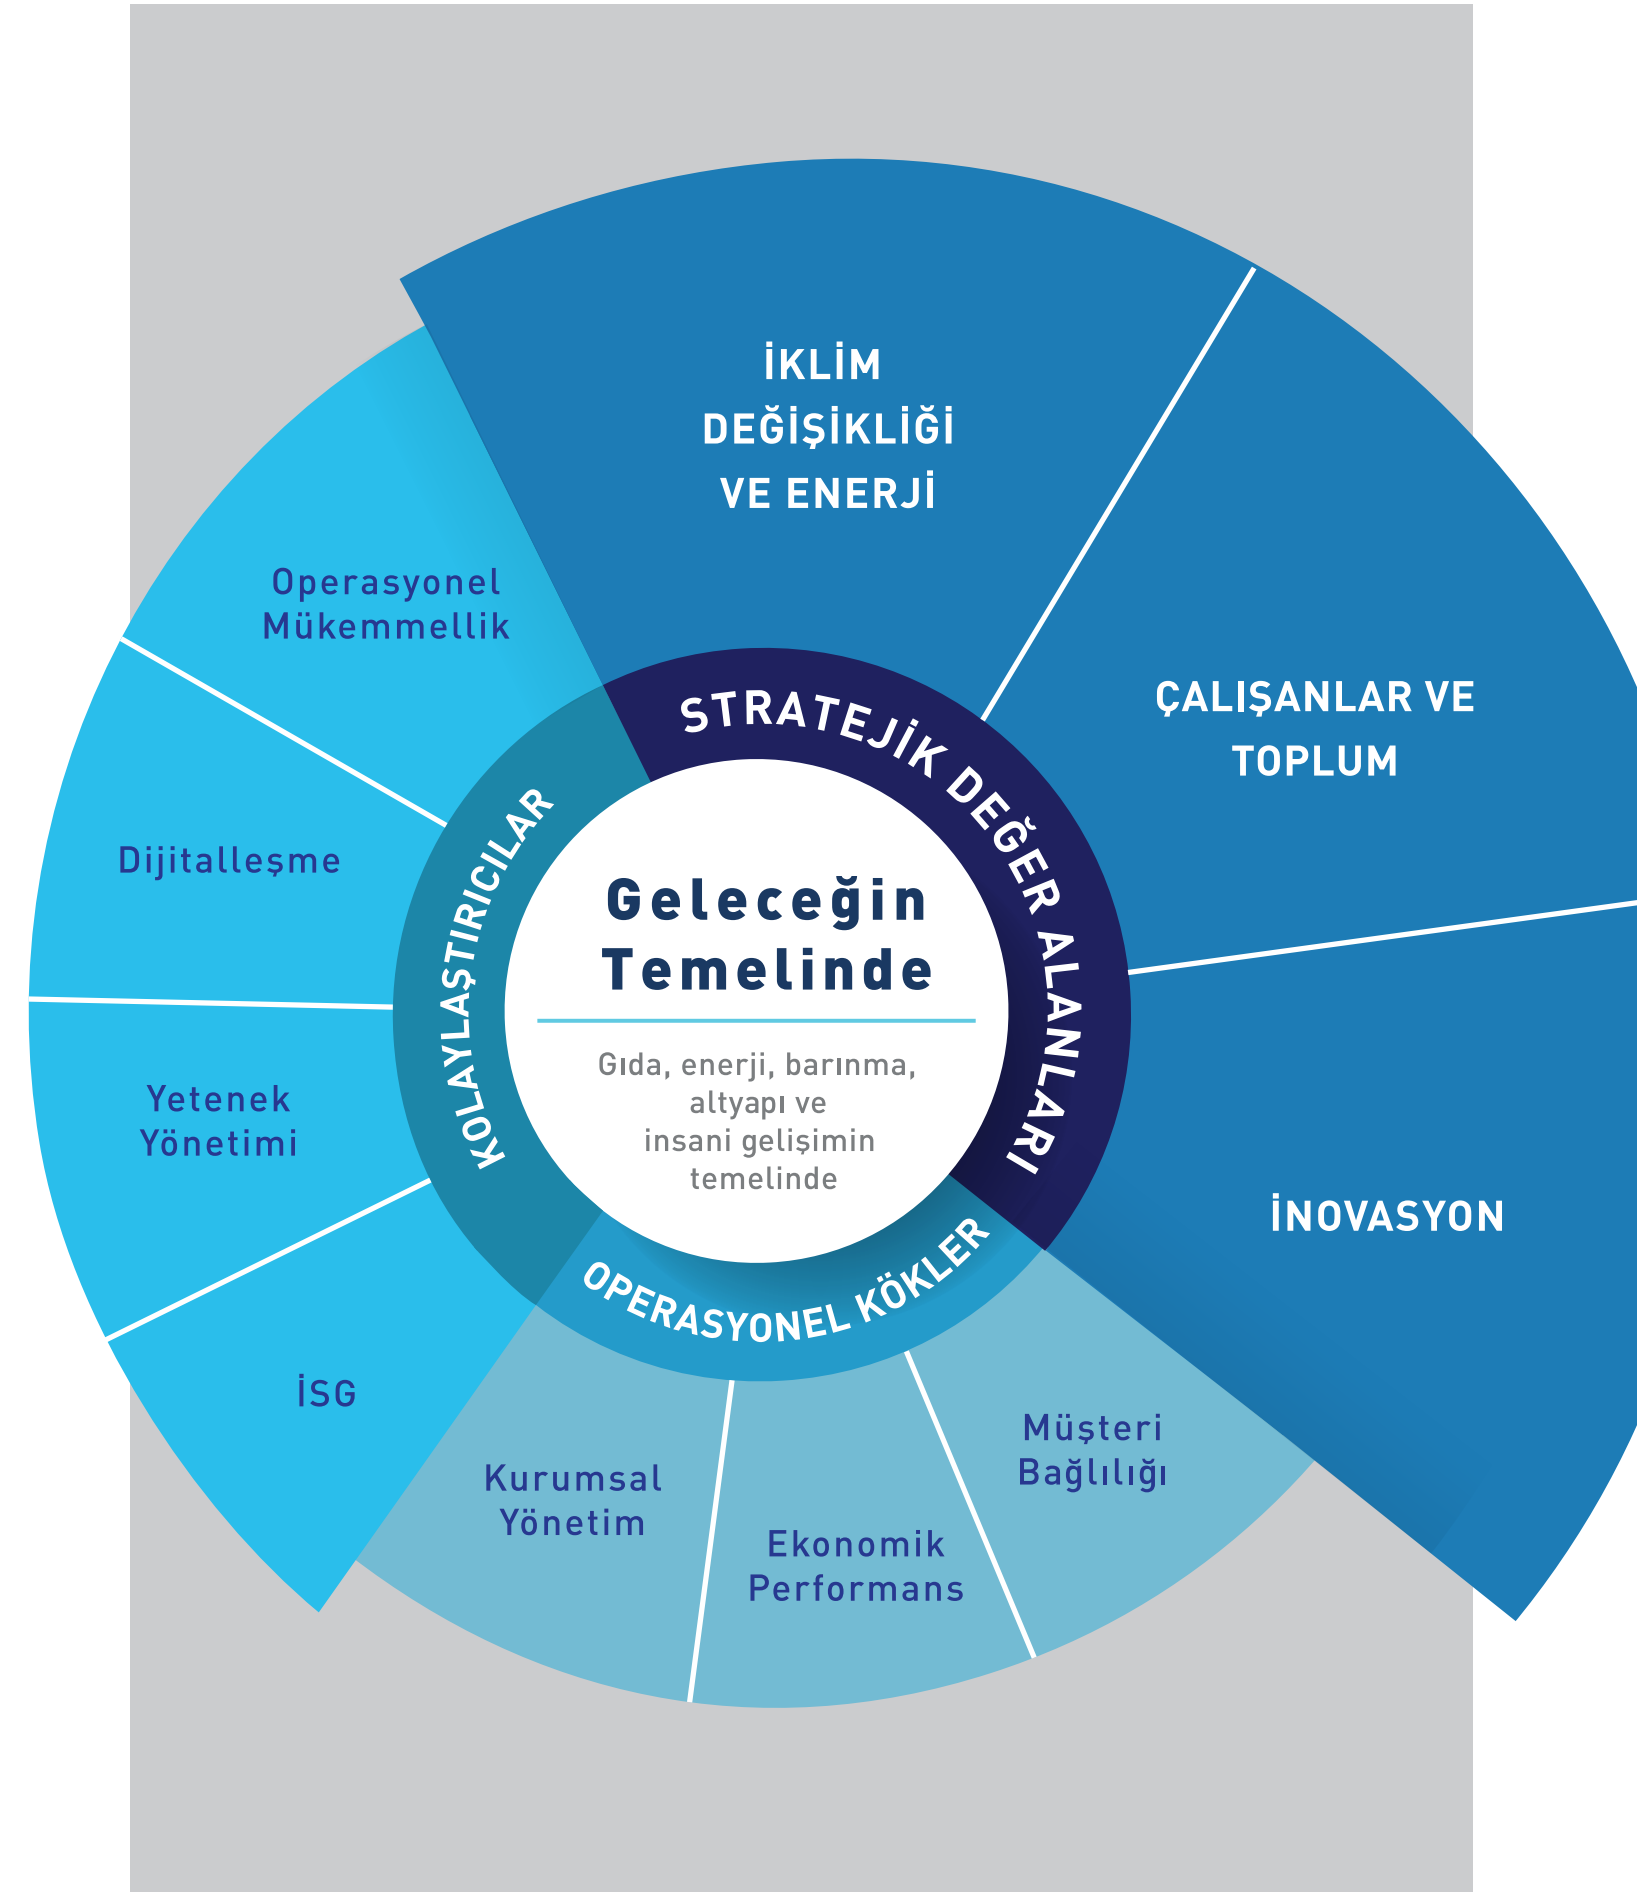 İKLİM
DEĞİŞİKLİĞİ
VE ENERJİ
ÇALIŞANLAR VE
TOPLUM
İNOVASYON
STRATEJİK DEĞER ALANLARI
Operasyonel
Mükemmellik
Dijitalleşme
Yetenek
Yönetimi
İSG
KOLAYLAŞTIRICILAR
Geleceğin
Temelinde
Gıda, enerji, barınma,
altyapı ve
insani gelişimin
temelinde
OPERASYONEL KÖKLER
Kurumsal
Yönetim
Ekonomik
Performans
Müşteri
Bağlılığı